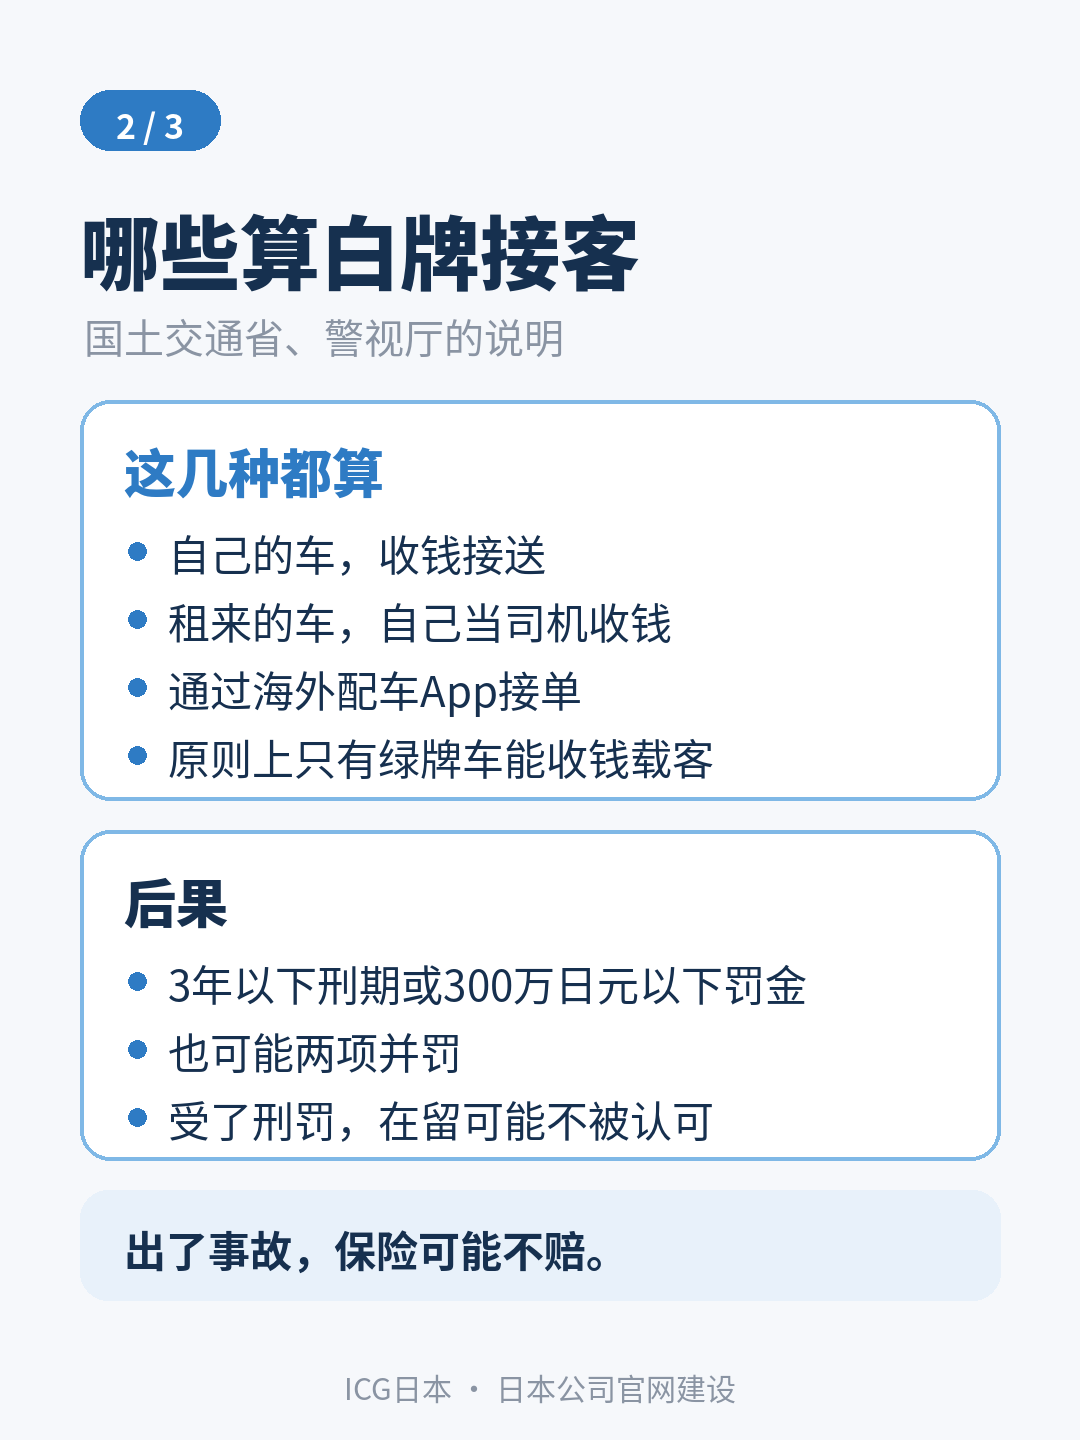 2 / 3
哪些算白牌接客
国土交通省、警视厅的说明
这几种都算
自己的车，收钱接送
租来的车，自己当司机收钱
通过海外配车App接单
原则上只有绿牌车能收钱载客
后果
3年以下刑期或300万日元以下罚金
也可能两项并罚
受了刑罚，在留可能不被认可
出了事故，保险可能不赔。
ICG日本 · 日本公司官网建设